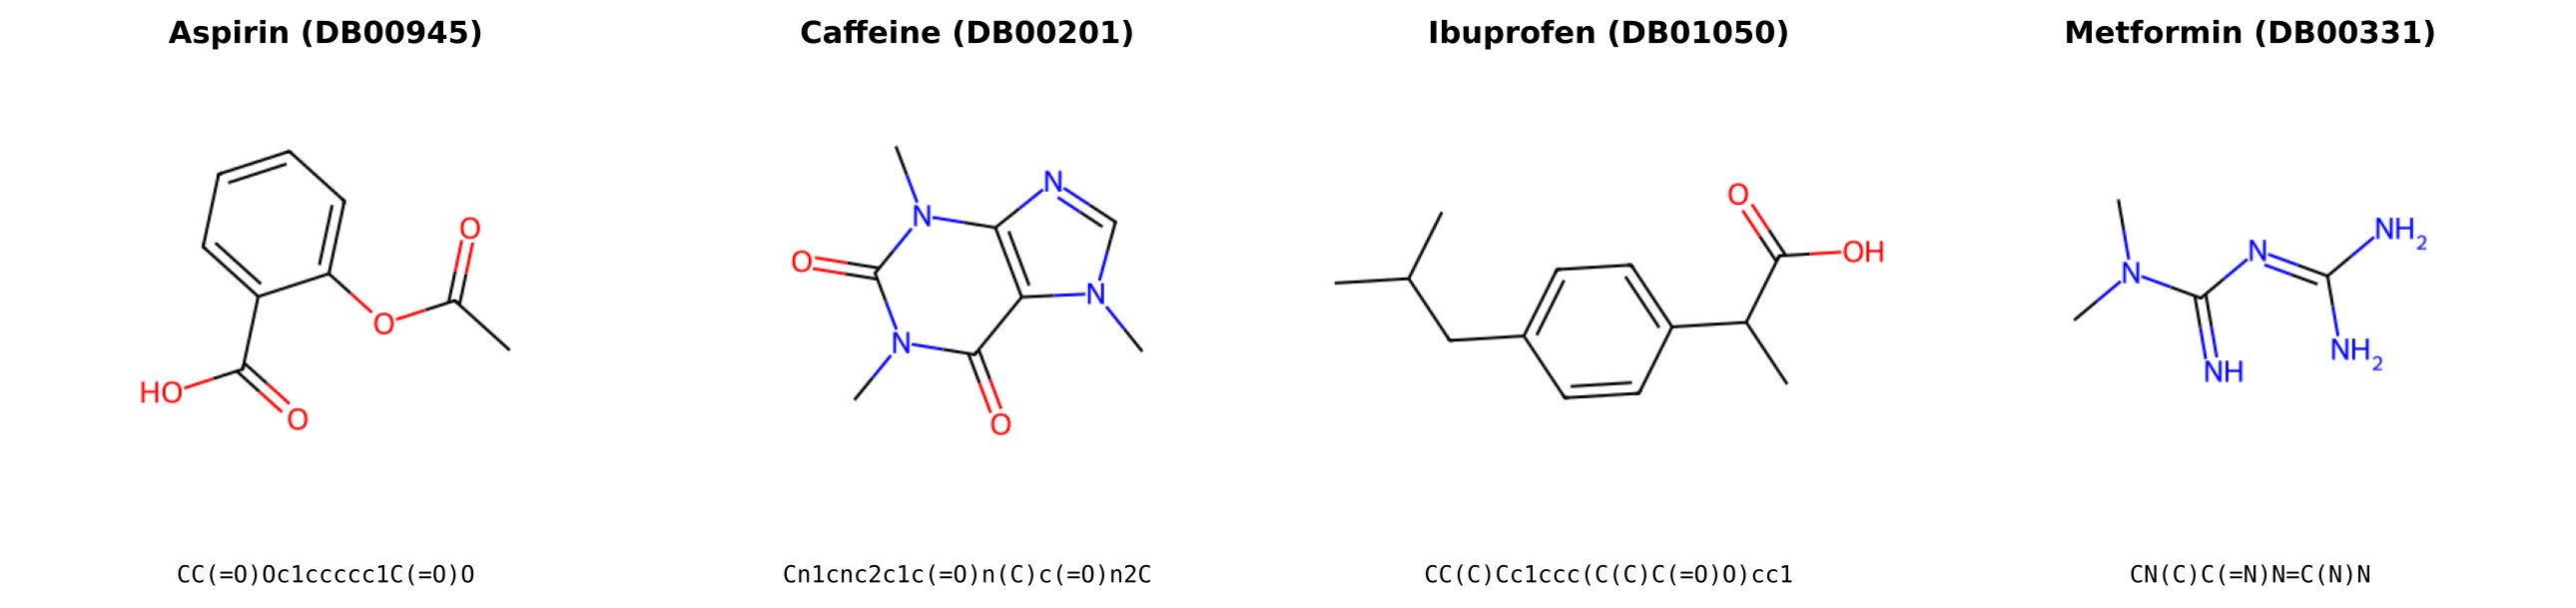 Aspirin (DB00945)
Caffeine (DB00201)
Ibuprofen (DB01050)
Metformin (DB00331)
O
O
HO
O
N
N
O
N
N
O
O
OH
N
N
NH2
NH2
NH
CC(=O)Oc1ccccc1C(=O)O
Cn1cnc2c1c(=O)n(C)c(=O)n2C
CC(C)Cc1ccc(C(C)C(=O)O)cc1
CN(C)C(=N)N=C(N)N